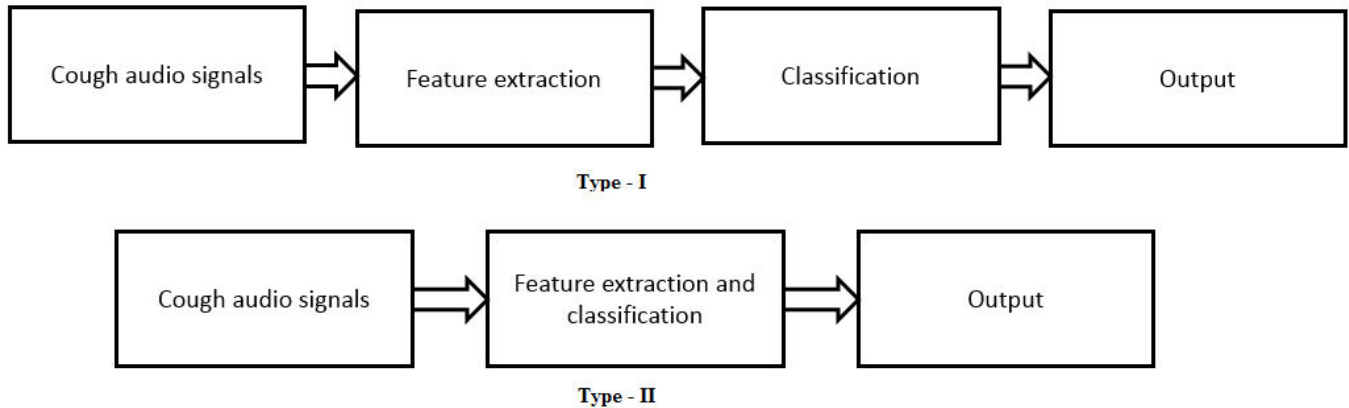 Cough audio signals
Feature extraction
Classification
Output
Type - I
Cough audio signals
Feature extraction and
classification
Output
Type - II